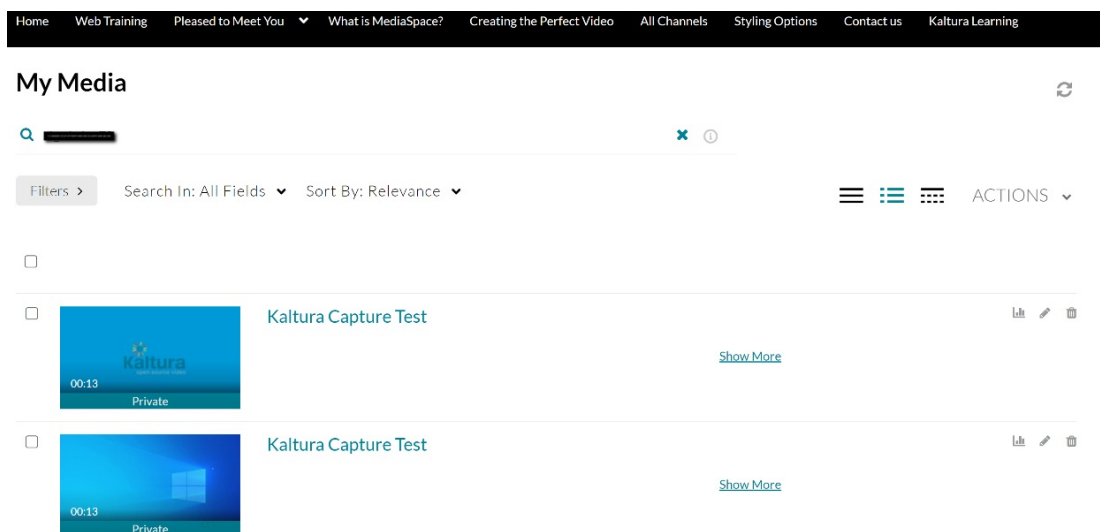 Home Web Training Pleased to Meet You What is MediaSpace? Creating the Perfect Video All Channels Styling Options Contact us Kaltura Learning
My Media
Filters > Search In: All Fields Sort By: Relevance ACTIONS
Kaltura Capture Test
Kaltura
Show More
00:13
Private
Kaltura Capture Test
Show More
00:13
Private